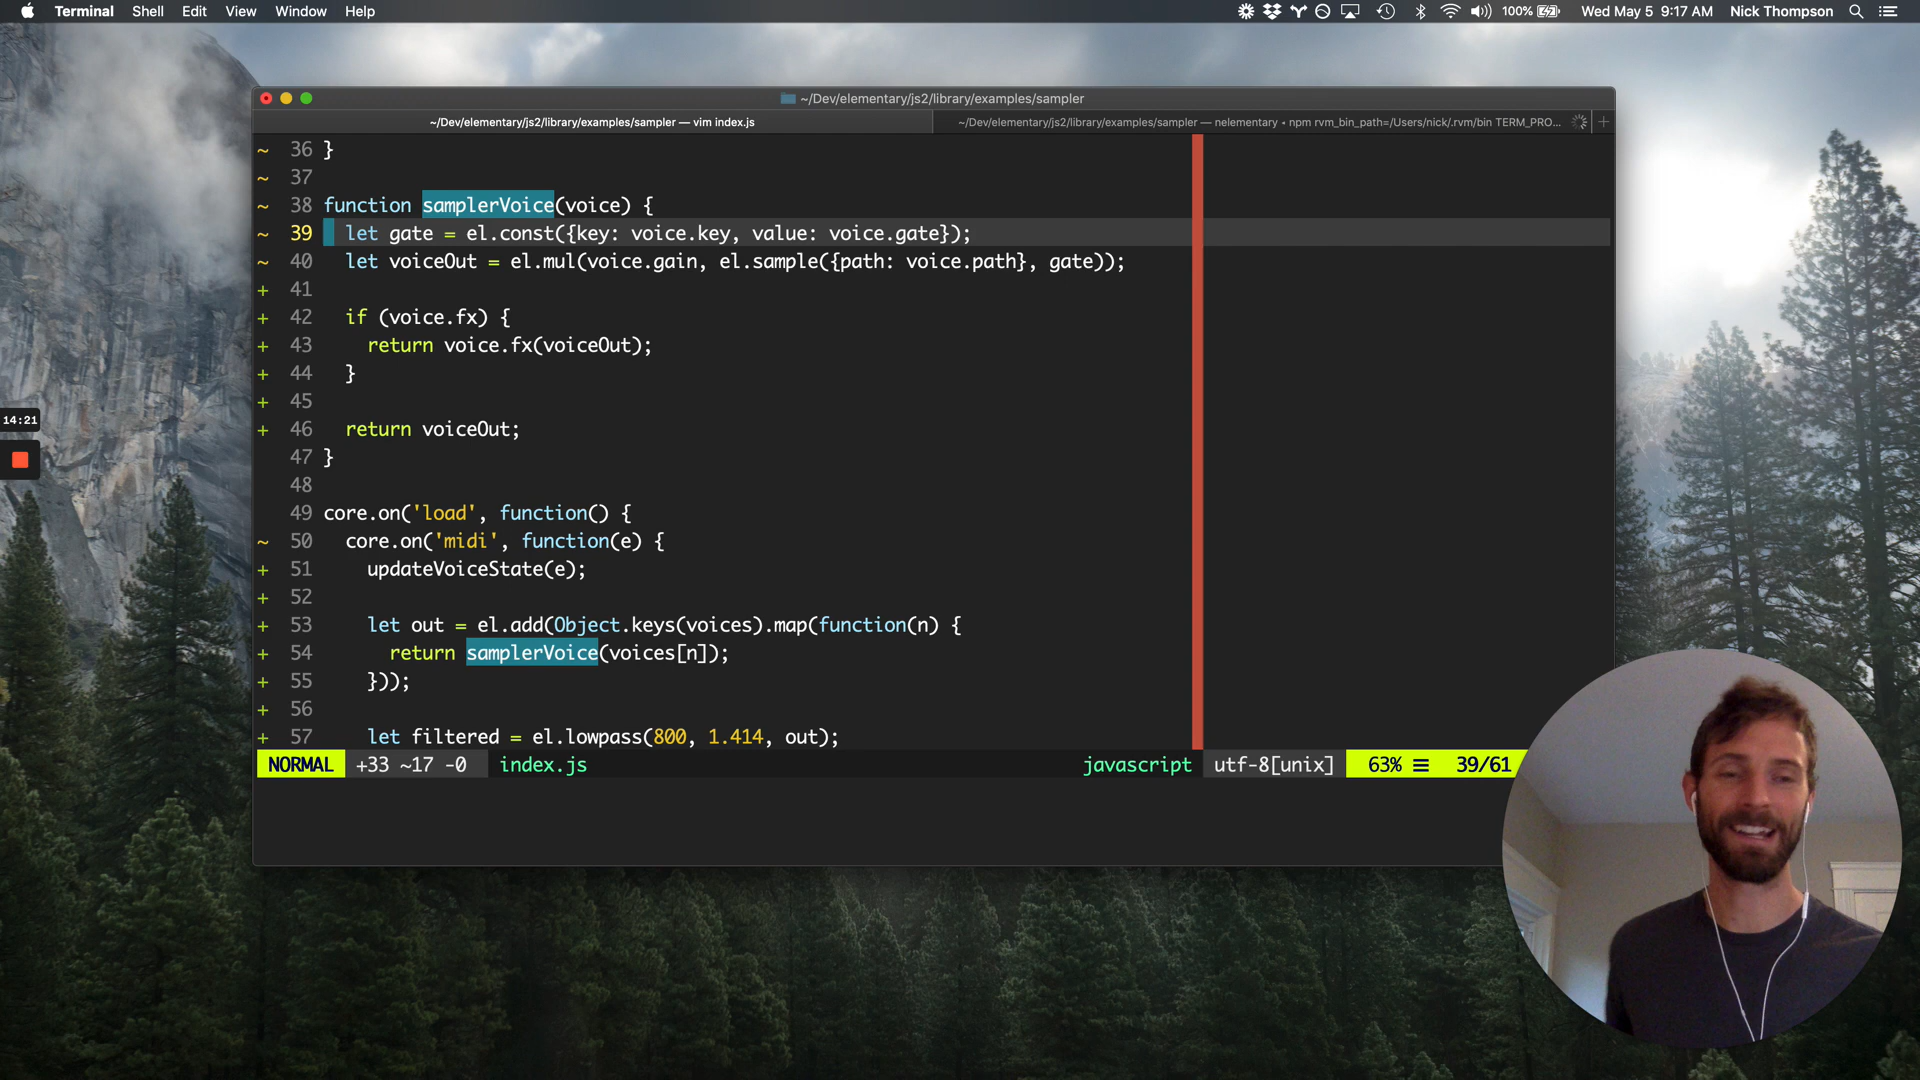 Terminal Shell Edit View Window Help 100% Wed May 5 9:17 AM Nick Thompson
~/Dev/elementary/js2/library/examples/sampler
~/Dev/elementary/js2/library/examples/sampler — vim index.js
~/Dev/elementary/js2/library/examples/sampler — nelementary • npm rvm_bin_path=/Users/nick/.rvm/bin TERM_PRO...
~ 36 }
~ 37
~ 38 function samplerVoice(voice) {
~ 39   let gate = el.const({key: voice.key, value: voice.gate});
~ 40   let voiceOut = el.mul(voice.gain, el.sample({path: voice.path}, gate));
+ 41
+ 42   if (voice.fx) {
+ 43     return voice.fx(voiceOut);
+ 44   }
+ 45
+ 46   return voiceOut;
47 }
48
49 core.on('load', function() {
~ 50   core.on('midi', function(e) {
+ 51     updateVoiceState(e);
+ 52
+ 53     let out = el.add(Object.keys(voices).map(function(n) {
+ 54       return samplerVoice(voices[n]);
+ 55     }));
+ 56
+ 57     let filtered = el.lowpass(800, 1.414, out);
NORMAL +33 ~17 -0 index.js javascript utf-8[unix] 63% ☰ 39/61
14:21